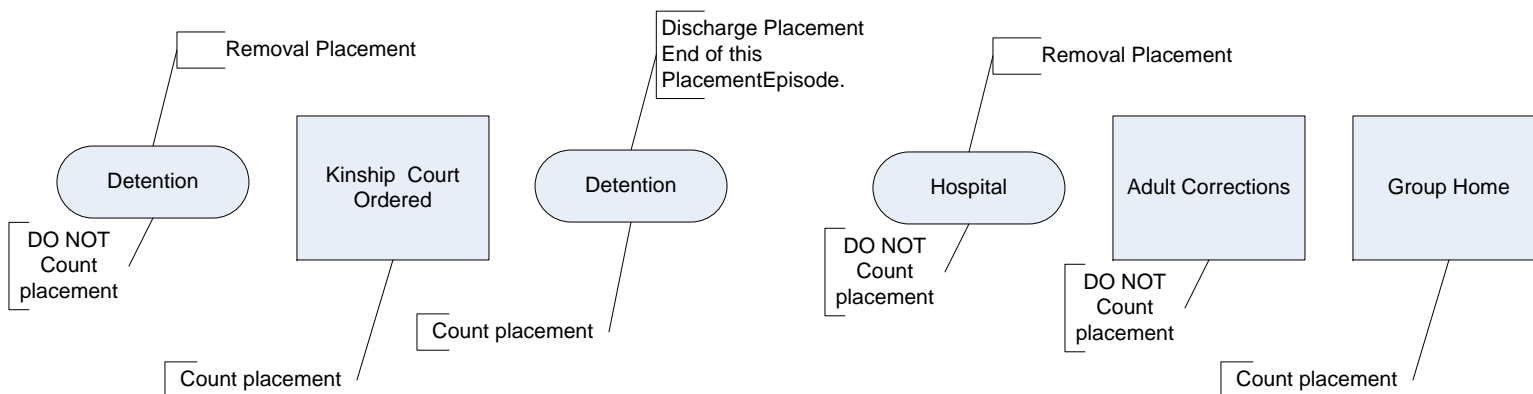 Removal Placement
Discharge Placement
End of this
PlacementEpisode.
Removal Placement
Detention
Kinship Court
Ordered
Detention
Hospital
Adult Corrections
Group Home
DO NOT
Count
placement
DO NOT
Count
placement
DO NOT
Count
placement
Count placement
Count placement
Count placement